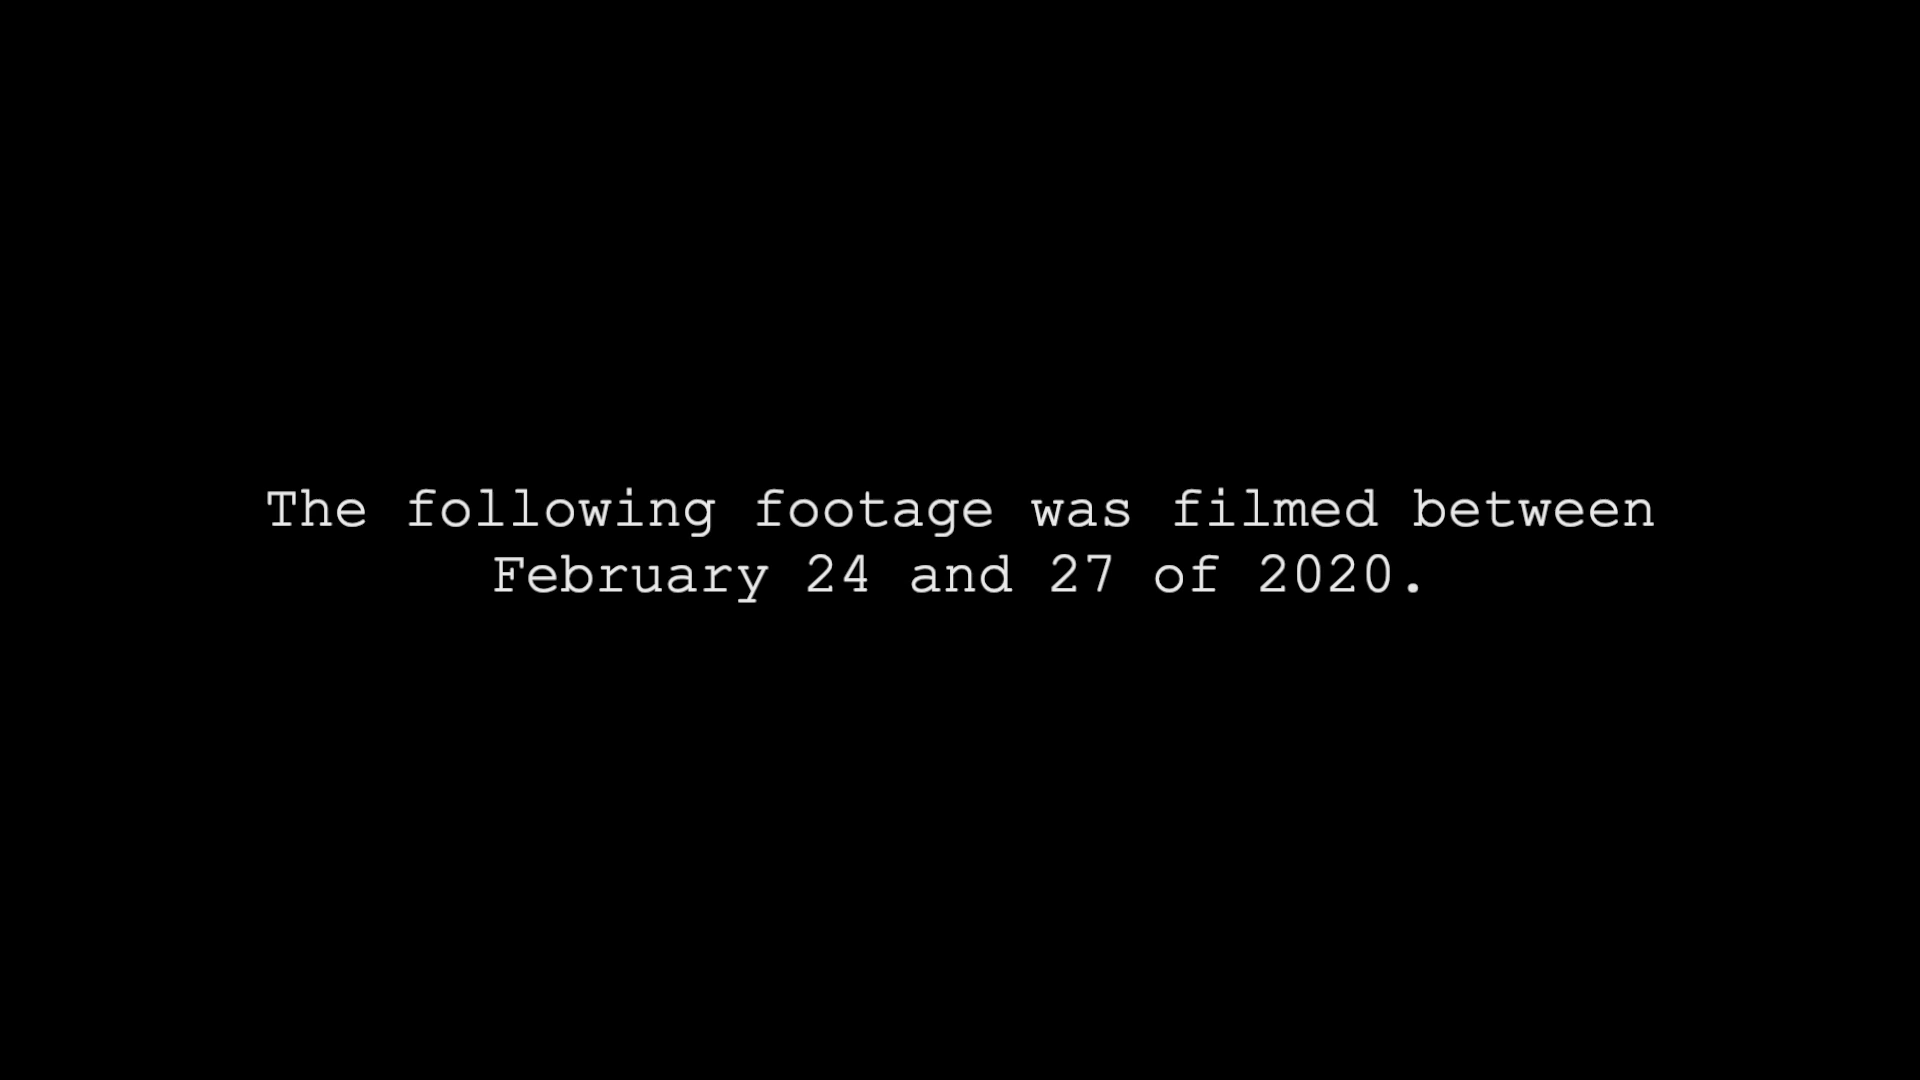 The following footage was filmed between
February 24 and 27 of 2020.